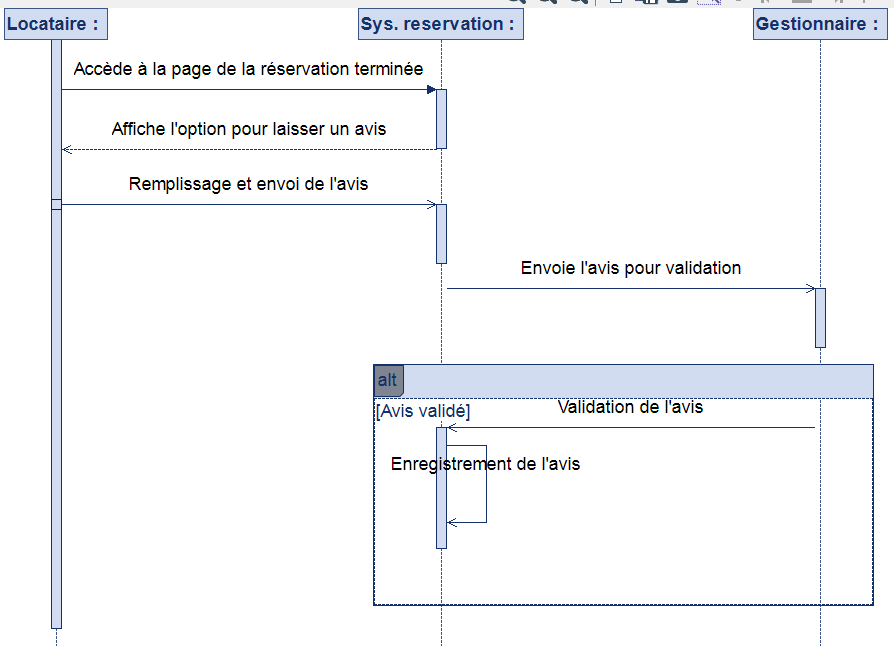 Locataire :
Sys. reservation :
Gestionnaire :
Accède à la page de la réservation terminée
Affiche l'option pour laisser un avis
Remplissage et envoi de l'avis
Envoie l'avis pour validation
alt
[Avis validé]
Validation de l'avis
Enregistrement de l'avis